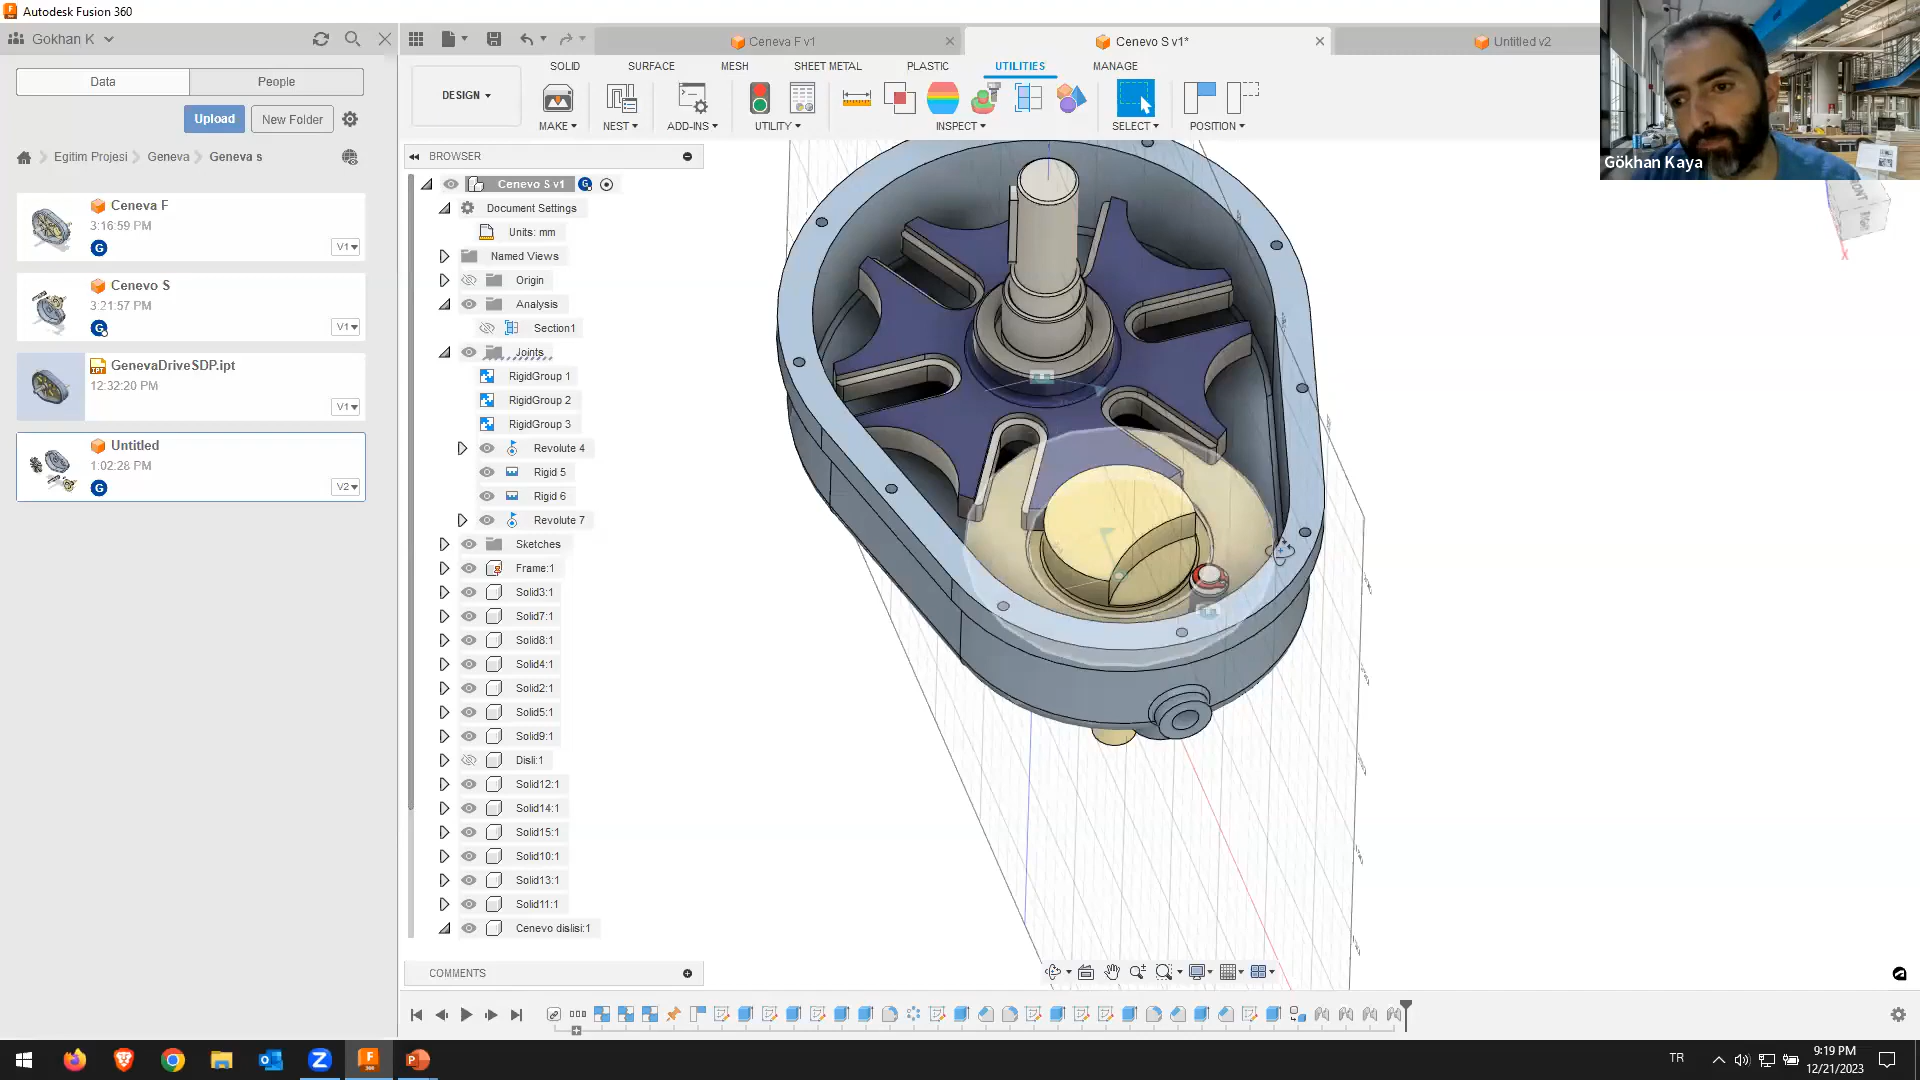 Autodesk Fusion 360
Gokhan K
Data
People
Upload
New Folder
Egitim Projesi
Geneva
Geneva s
Ceneva F
3:16:59 PM
G
V1
Cenevo S
3:21:57 PM
G
V1
GenevaDriveSDP.ipt
12:32:20 PM
V1
Untitled
1:02:28 PM
G
V2
Ceneva F v1
Cenevo S v1*
Untitled v2
SOLID
SURFACE
MESH
SHEET METAL
PLASTIC
UTILITIES
MANAGE
DESIGN
MAKE
NEST
ADD-INS
UTILITY
INSPECT
SELECT
POSITION
BROWSER
Cenevo S v1
G
Document Settings
Units: mm
Named Views
Origin
Analysis
Section1
Joints
RigidGroup 1
RigidGroup 2
RigidGroup 3
Revolute 4
Rigid 5
Rigid 6
Revolute 7
Sketches
Frame:1
Solid3:1
Solid7:1
Solid8:1
Solid4:1
Solid2:1
Solid5:1
Solid9:1
Disli:1
Solid12:1
Solid14:1
Solid15:1
Solid10:1
Solid13:1
Solid11:1
Cenevo dislisi:1
COMMENTS
Gökhan Kaya
FRONT
X
TR
9:19 PM
12/21/2023